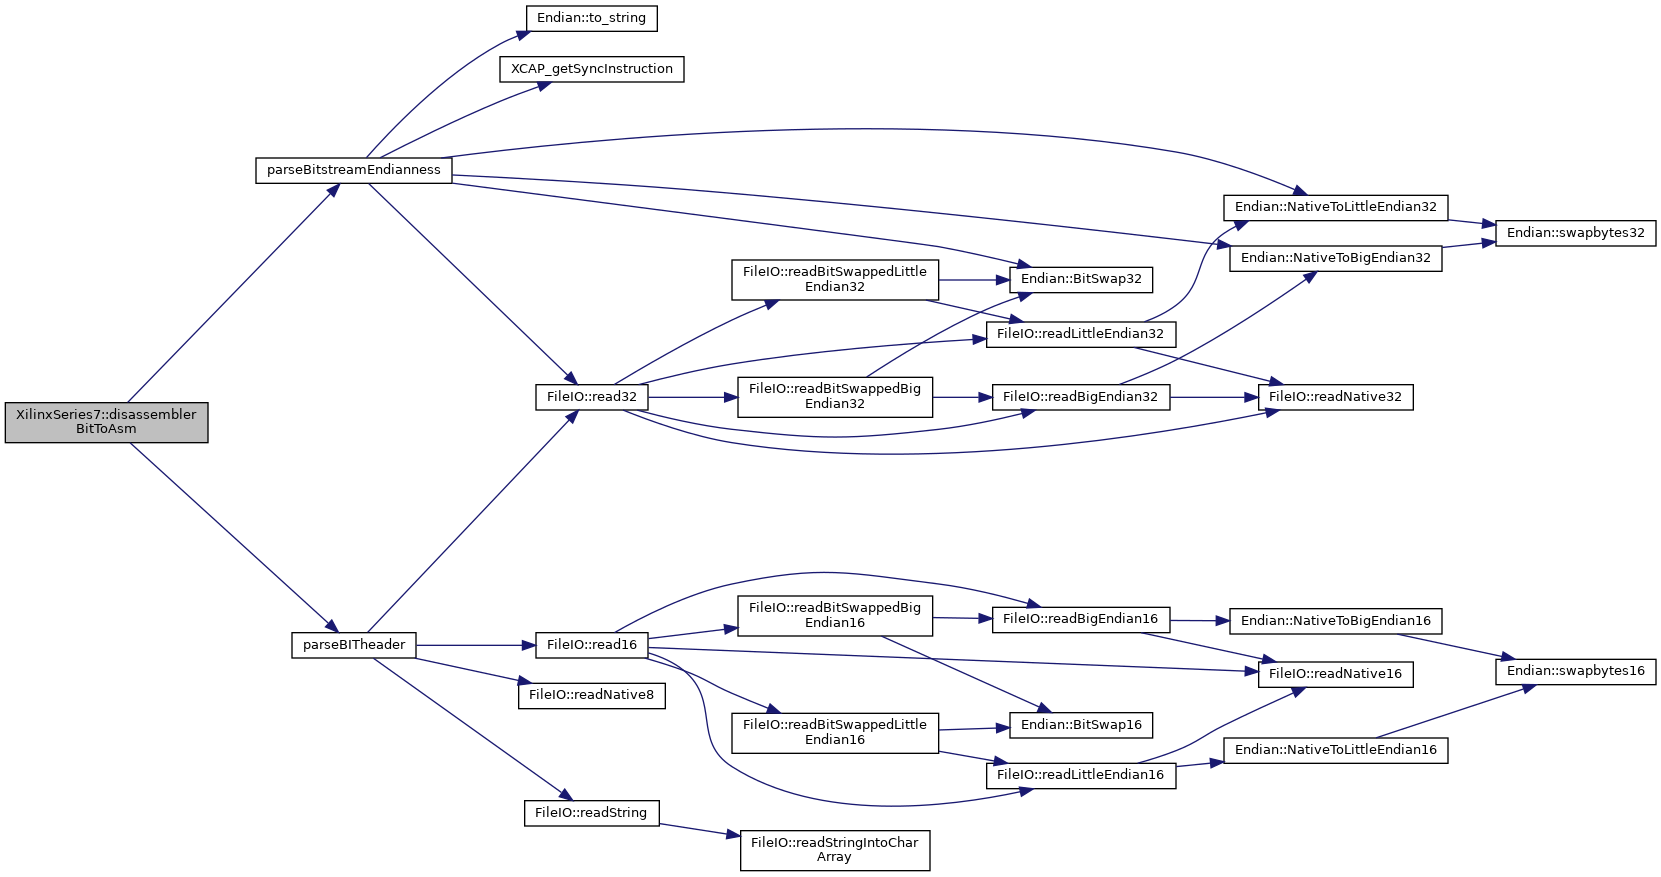 Endian::to_string
XCAP_getSyncInstruction
parseBitstreamEndianness
Endian::NativeToLittleEndian32
Endian::swapbytes32
Endian::NativeToBigEndian32
FileIO::readBitSwappedLittle
Endian32
Endian::BitSwap32
FileIO::readLittleEndian32
FileIO::read32
FileIO::readBitSwappedBig
Endian32
FileIO::readBigEndian32
FileIO::readNative32
XilinxSeries7::disassembler
BitToAsm
FileIO::readBitSwappedBig
Endian16
FileIO::readBigEndian16
Endian::NativeToBigEndian16
parseBITheader
FileIO::read16
FileIO::readNative16
Endian::swapbytes16
FileIO::readNative8
FileIO::readBitSwappedLittle
Endian16
Endian::BitSwap16
Endian::NativeToLittleEndian16
FileIO::readLittleEndian16
FileIO::readString
FileIO::readStringIntoChar
Array